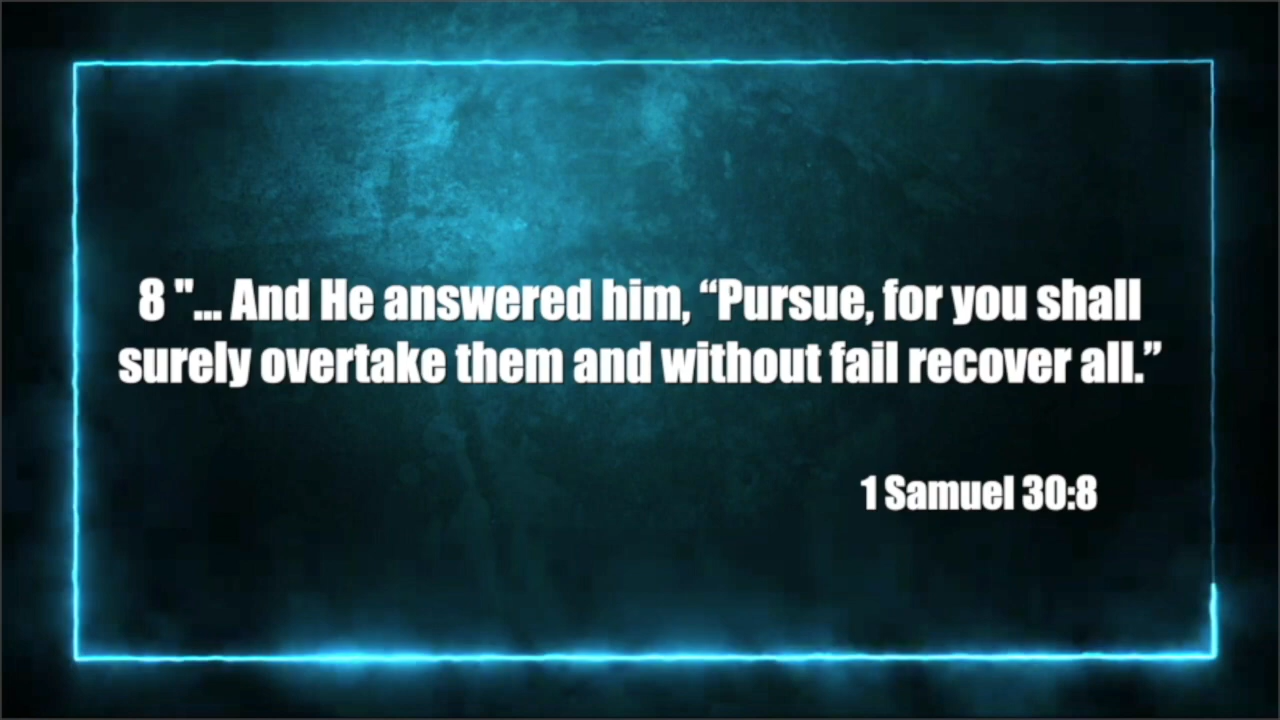 8 "... And He answered him, “Pursue, for you shall
surely overtake them and without fail recover all.”
1 Samuel 30:8